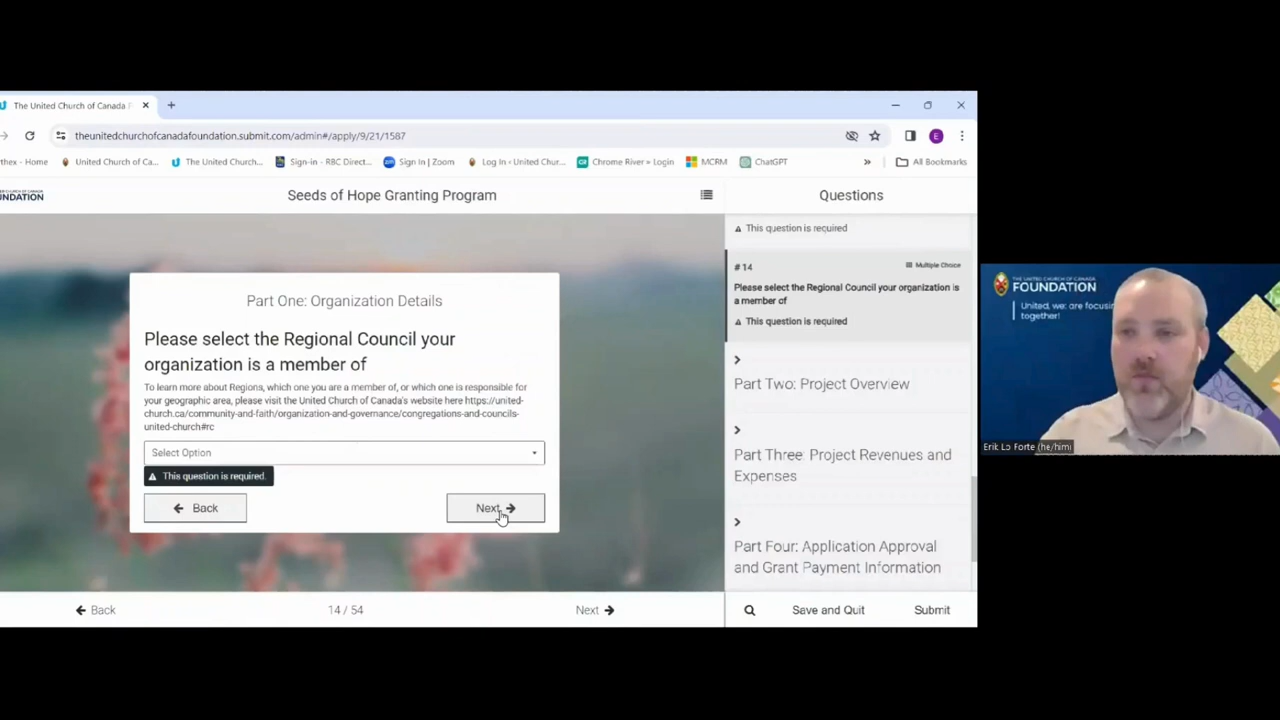 The United Church of Canada F
theunitedchurchofcanadafoundation.submit.com/admin#/apply/9/21/1587
rthex - Home
United Church of Ca...
The United Church...
Sign-in - RBC Direct...
Sign In | Zoom
Log In ‹ United Chur...
Chrome River » Login
MCRM
ChatGPT
»
All Bookmarks
UNDATION
Seeds of Hope Granting Program
Questions
Part One: Organization Details
Please select the Regional Council your
organization is a member of
To learn more about Regions, which one you are a member of, or which one is responsible for
your geographic area, please visit the United Church of Canada's website here https://united-
church.ca/community-and-faith/organization-and-governance/congregations-and-councils-
united-church#rc
Select Option
This question is required.
Back
Next
Back
14 / 54
Next
This question is required
# 14
Multiple Choice
Please select the Regional Council your organization is
a member of
This question is required
Part Two: Project Overview
Part Three: Project Revenues and
Expenses
Part Four: Application Approval
and Grant Payment Information
Save and Quit
Submit
THE UNITED CHURCH OF CANADA
FOUNDATION
United, we are focusin
together!
Erik Lo Forte (he/him)